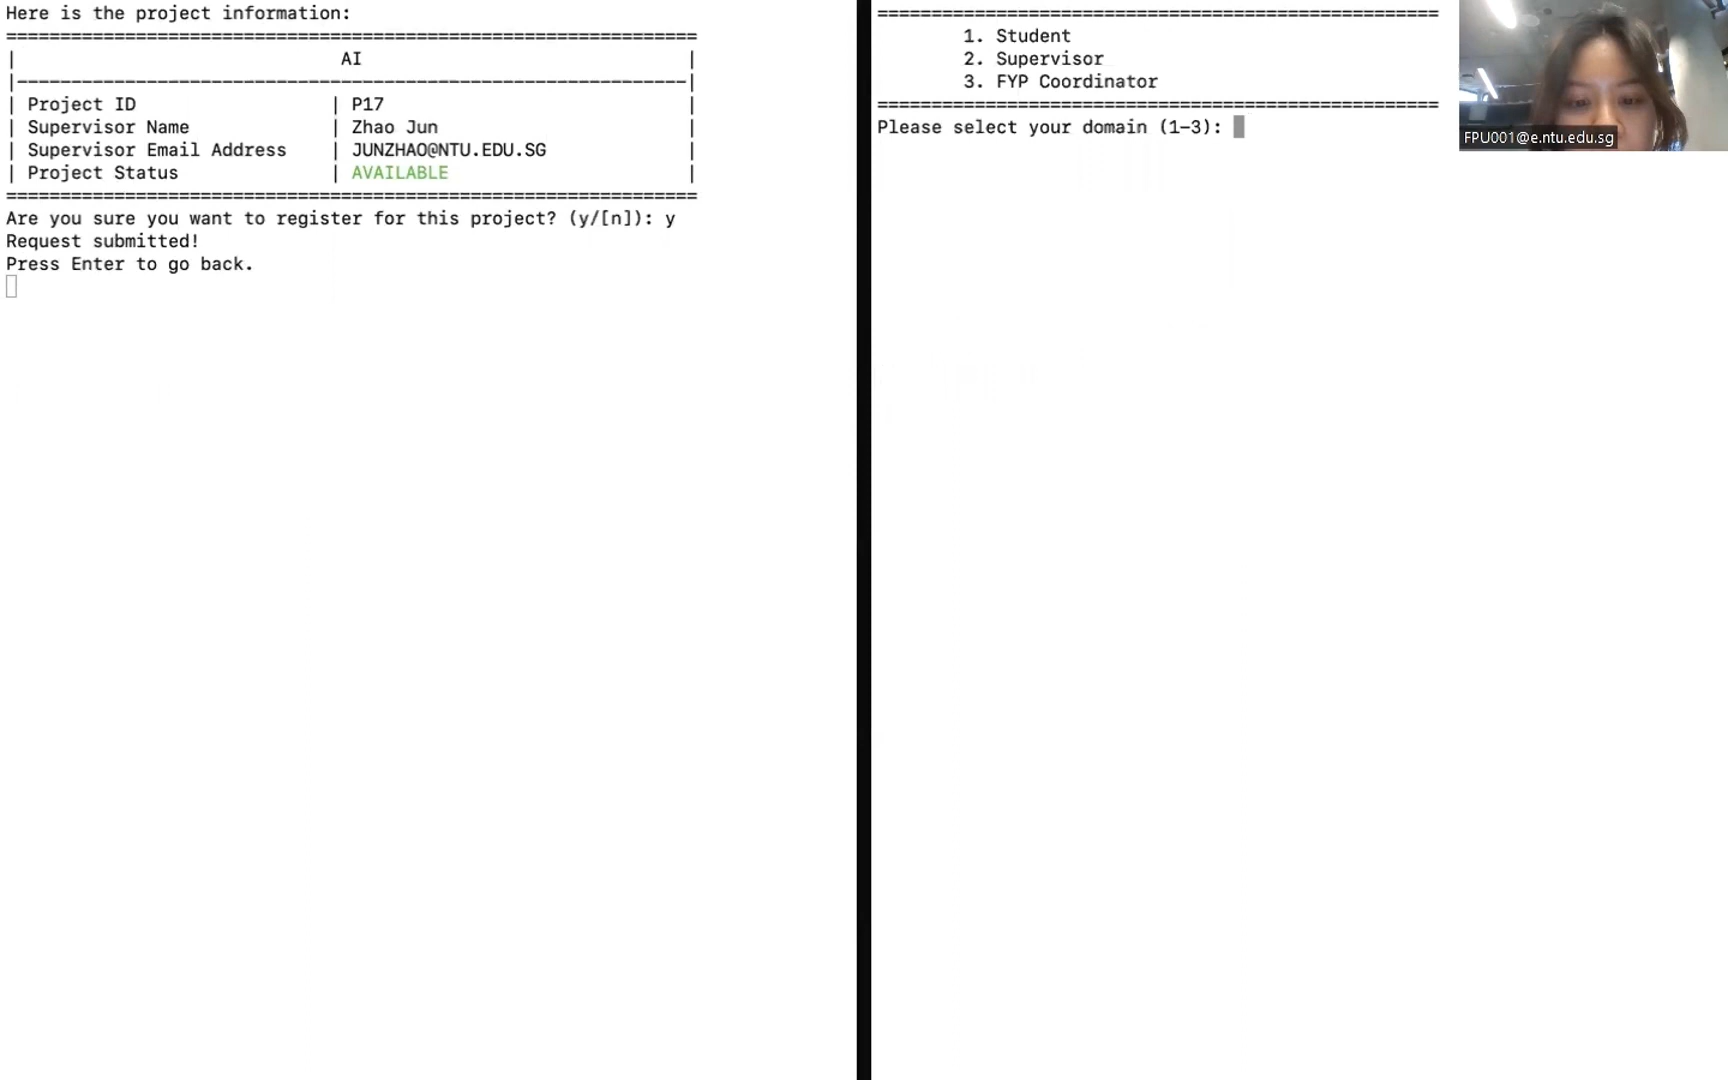 Here is the project information:
================================================================
| AI |
|--------------------------------------------------------------|
| Project ID | P17 |
| Supervisor Name | Zhao Jun |
| Supervisor Email Address | JUNZHAO@NTU.EDU.SG |
| Project Status | AVAILABLE |
================================================================
Are you sure you want to register for this project? (y/[n]): y
Request submitted!
Press Enter to go back.
====================================================
1. Student
2. Supervisor
3. FYP Coordinator
====================================================
Please select your domain (1-3):
FPU001@e.ntu.edu.sg